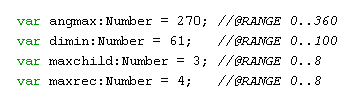 var angmax:Number = 270; //@RANGE 0..360
var dimin:Number = 61; //@RANGE 0..100
var maxchild:Number = 3; //@RANGE 0..8
var maxrec:Number = 4; //@RANGE 0..8